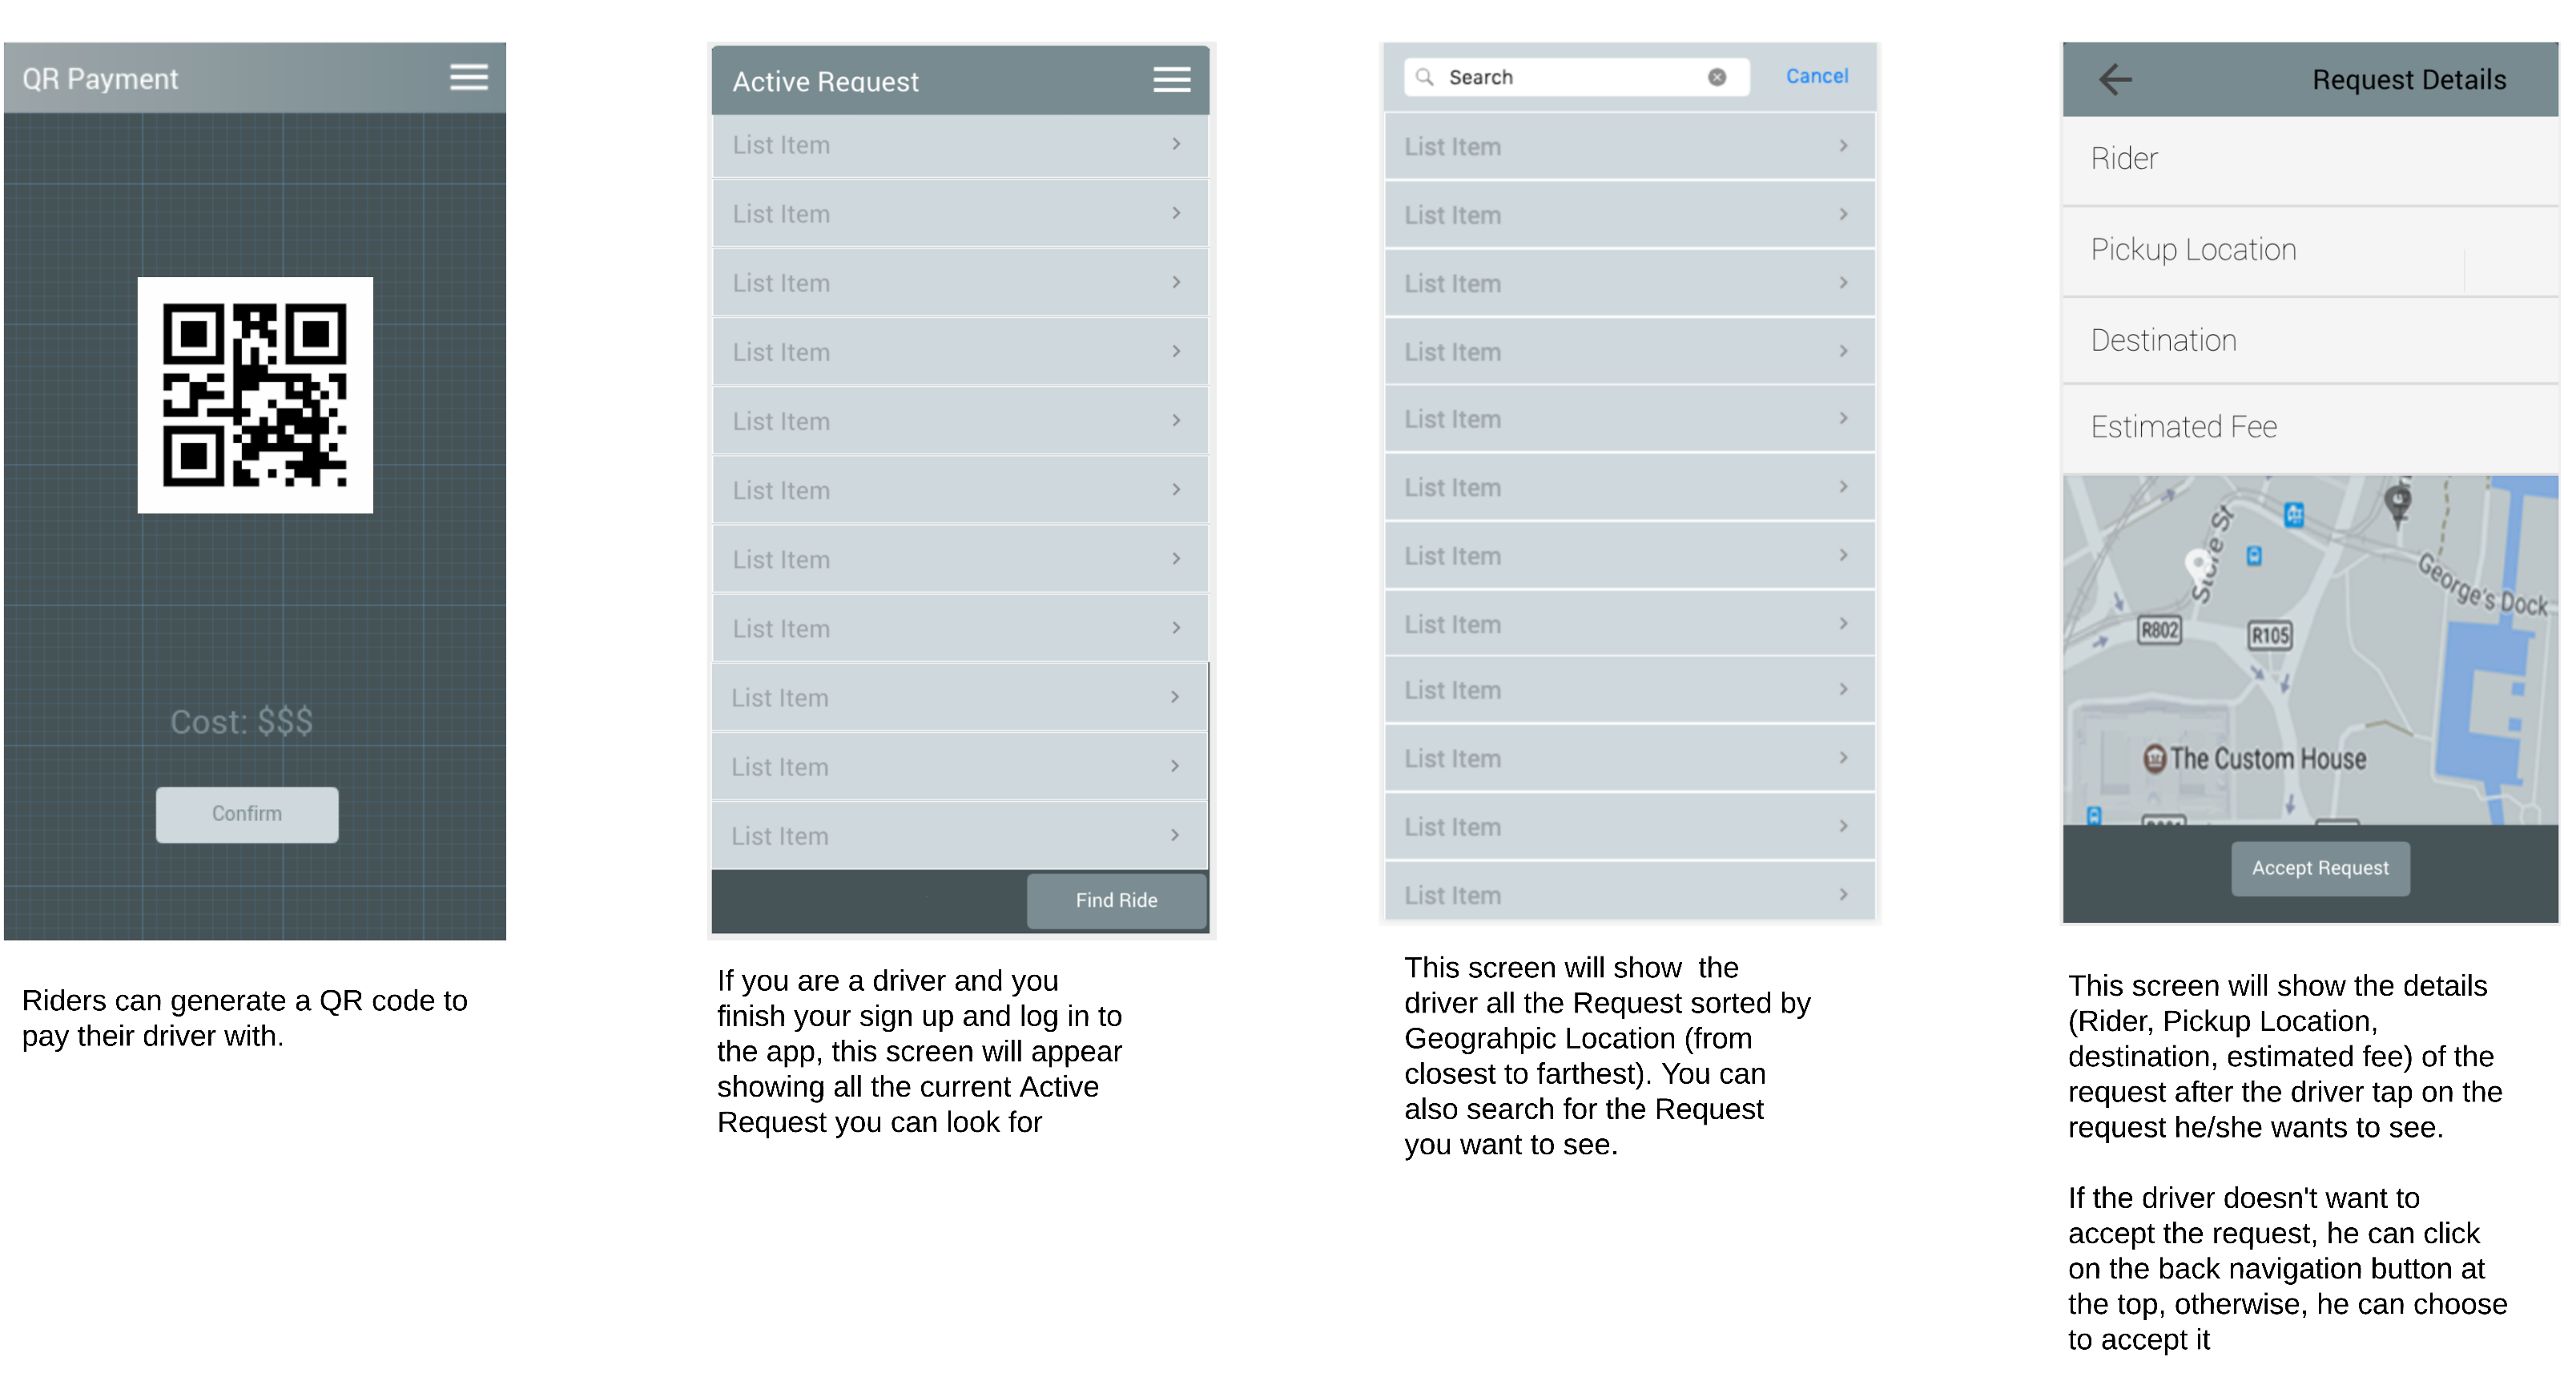 QR Payment
Cost: $$$
Confirm
Riders can generate a QR code to
pay their driver with.
Active Request
List Item
List Item
List Item
List Item
List Item
List Item
List Item
List Item
List Item
List Item
List Item
Find Ride
If you are a driver and you
finish your sign up and log in to
the app, this screen will appear
showing all the current Active
Request you can look for
Search
Cancel
List Item
List Item
List Item
List Item
List Item
List Item
List Item
List Item
List Item
List Item
List Item
List Item
This screen will show  the
driver all the Request sorted by
Geograhpic Location (from
closest to farthest). You can
also search for the Request
you want to see.
Request Details
Rider
Pickup Location
Destination
Estimated Fee
Store St
George's Dock
R802
R105
The Custom House
Accept Request
This screen will show the details
(Rider, Pickup Location,
destination, estimated fee) of the
request after the driver tap on the
request he/she wants to see.
If the driver doesn't want to
accept the request, he can click
on the back navigation button at
the top, otherwise, he can choose
to accept it